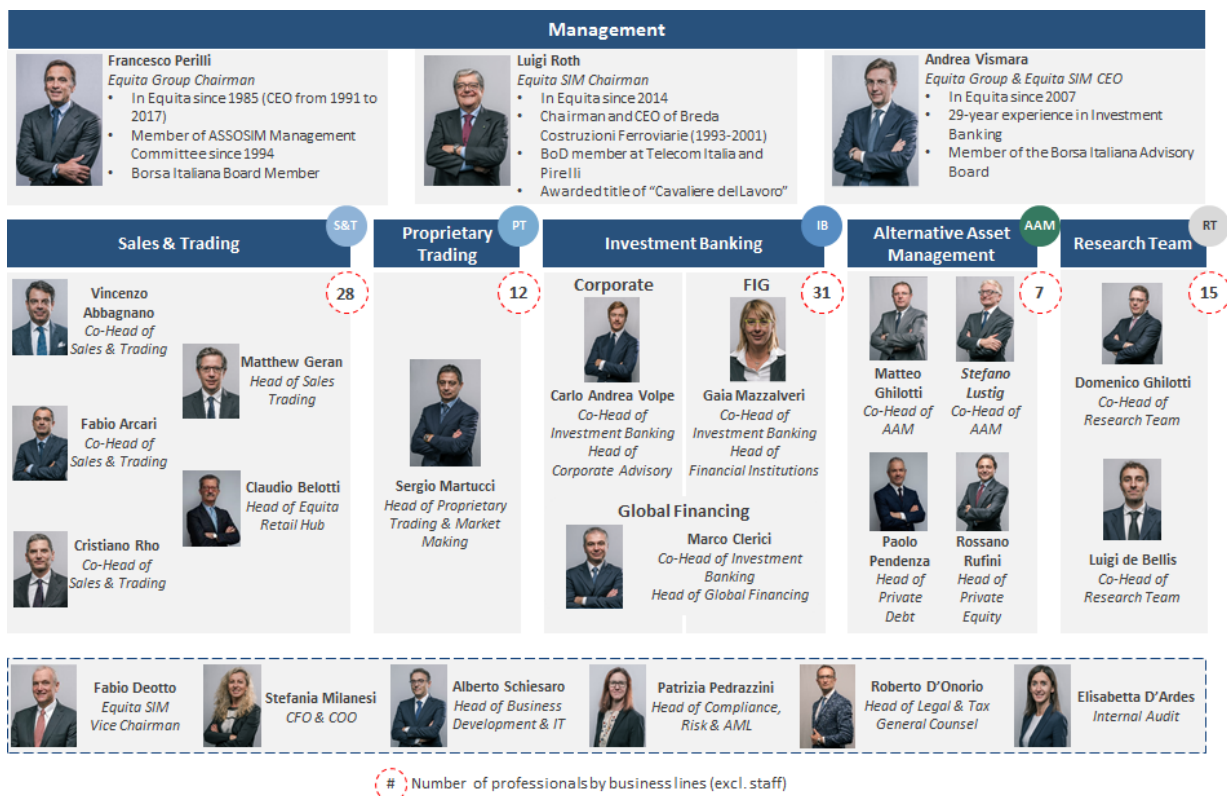 Management
Francesco Perilli
Equita Group Chairman
• In Equita since 1985 (CEO from 1991 to
2017)
• Member of ASSOSIM Management
Committee since 1994
• Borsa Italiana Board Member
Luigi Roth
Equita SIM Chairman
• In Equita since 2014
• Chairman and CEO of Breda
Costruzioni Ferroviarie (1993-2001)
• BoD member at Telecom Italia and
Pirelli
• Awarded title of “Cavaliere del Lavoro”
Andrea Vismara
Equita Group & Equita SIM CEO
• In Equita since 2007
• 29-year experience in Investment
Banking
• Member of the Borsa Italiana Advisory
Board
Sales & Trading
S&T
28
Vincenzo
Abbagnano
Co-Head of
Sales & Trading
Matthew Geran
Head of Sales
Trading
Fabio Arcari
Co-Head of
Sales & Trading
Claudio Belotti
Head of Equita
Retail Hub
Cristiano Rho
Co-Head of
Sales & Trading
Proprietary
Trading
PT
12
Sergio Martucci
Head of Proprietary
Trading & Market
Making
Investment Banking
IB
31
Corporate
Carlo Andrea Volpe
Co-Head of
Investment Banking
Head of
Corporate Advisory
FIG
Gaia Mazzalveri
Co-Head of
Investment Banking
Head of
Financial Institutions
Global Financing
Marco Clerici
Co-Head of Investment
Banking
Head of Global Financing
Alternative Asset
Management
AAM
7
Matteo
Ghilotti
Co-Head of
AAM
Stefano
Lustig
Co-Head of
AAM
Paolo
Pendenza
Head of
Private
Debt
Rossano
Rufini
Head of
Private
Equity
Research Team
RT
15
Domenico Ghilotti
Co-Head of
Research Team
Luigi de Bellis
Co-Head of
Research Team
Fabio Deotto
Equita SIM
Vice Chairman
Stefania Milanesi
CFO & COO
Alberto Schiesaro
Head of Business
Development & IT
Patrizia Pedrazzini
Head of Compliance,
Risk & AML
Roberto D’Onorio
Head of Legal & Tax
General Counsel
Elisabetta D’Ardes
Internal Audit
# Number of professionals by business lines (excl. staff)